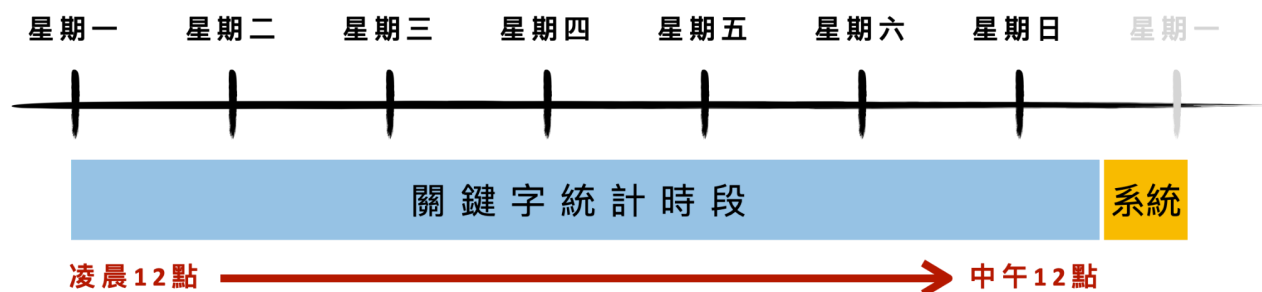 星期一 星期二 星期三 星期四 星期五 星期六 星期日 星期一
關鍵字統計時段 系統
凌晨12點 中午12點